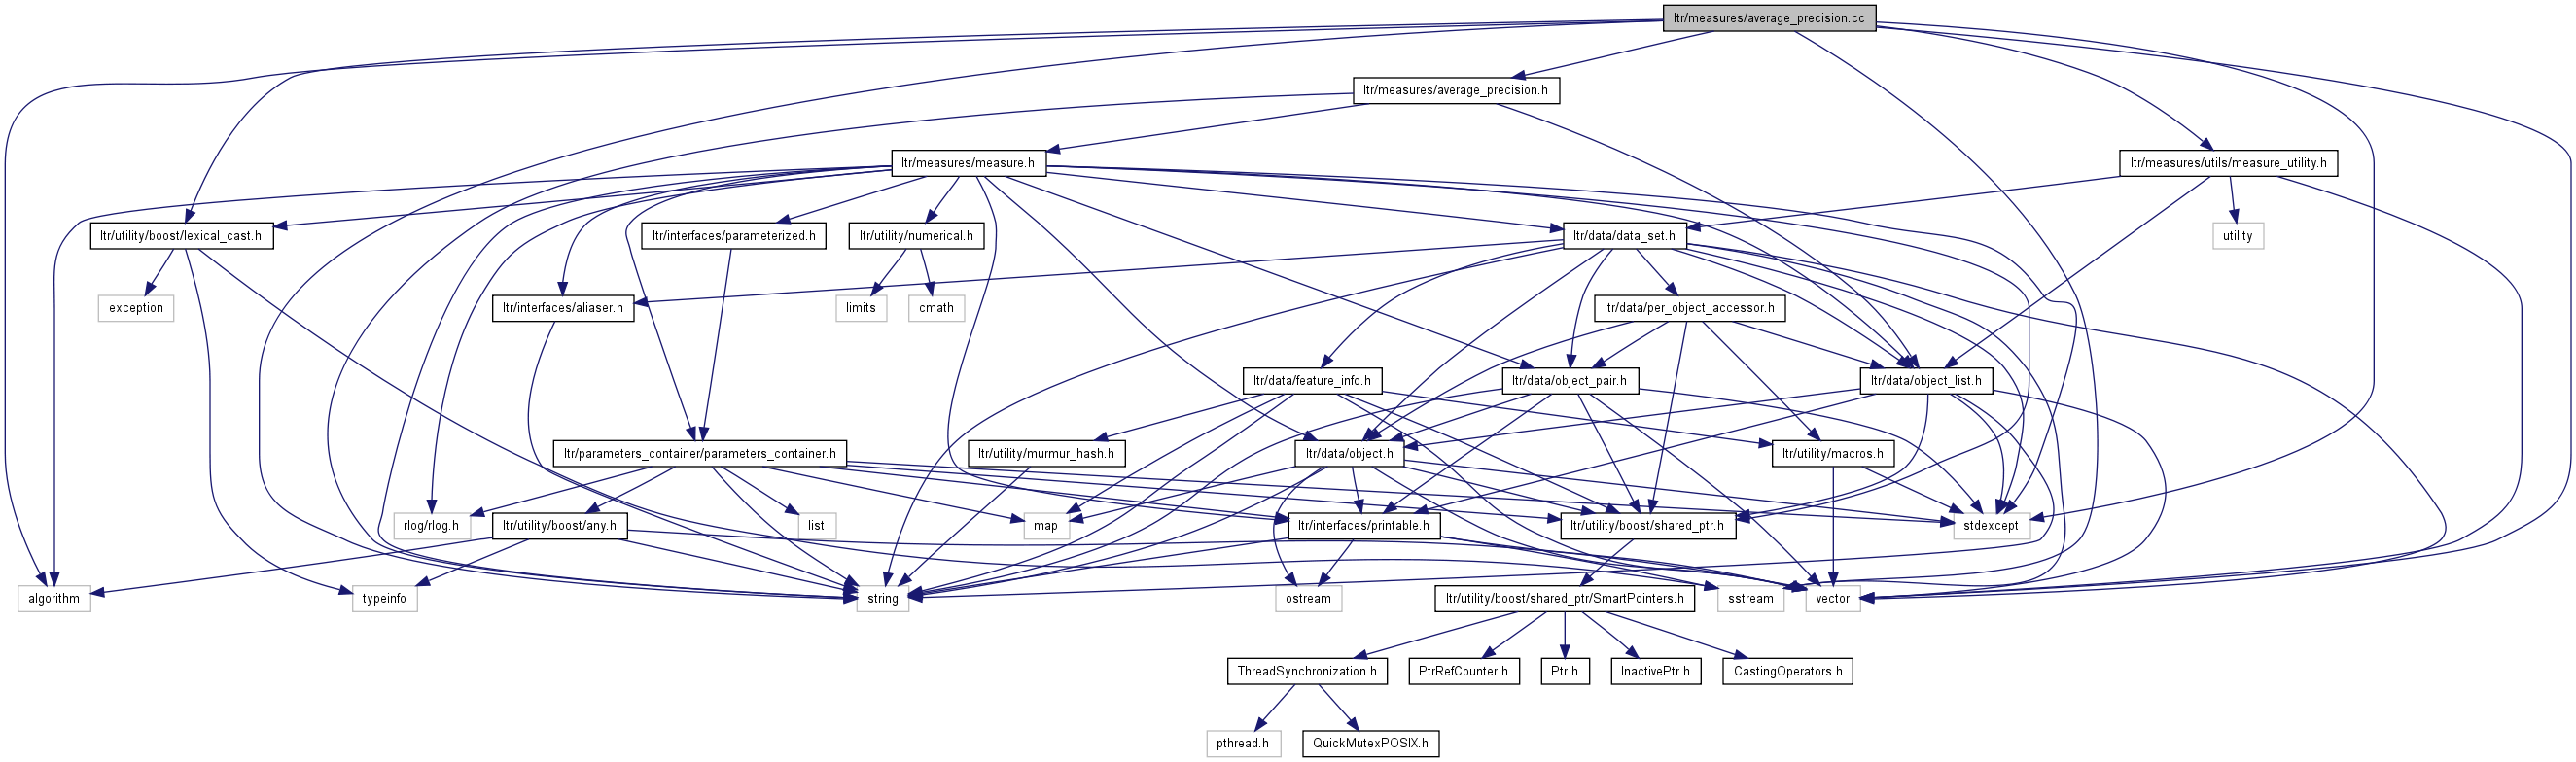 ltr/measures/average_precision.cc
ltr/measures/average_precision.h
ltr/measures/measure.h
ltr/measures/utils/measure_utility.h
ltr/utility/boost/lexical_cast.h
ltr/interfaces/parameterized.h
ltr/utility/numerical.h
ltr/data/data_set.h
utility
exception
ltr/interfaces/aliaser.h
limits
cmath
ltr/data/per_object_accessor.h
ltr/data/feature_info.h
ltr/data/object_pair.h
ltr/data/object_list.h
ltr/parameters_container/parameters_container.h
ltr/utility/murmur_hash.h
ltr/data/object.h
ltr/utility/macros.h
rlog/rlog.h
ltr/utility/boost/any.h
list
map
ltr/interfaces/printable.h
ltr/utility/boost/shared_ptr.h
stdexcept
algorithm
typeinfo
string
ostream
ltr/utility/boost/shared_ptr/SmartPointers.h
sstream
vector
ThreadSynchronization.h
PtrRefCounter.h
Ptr.h
InactivePtr.h
CastingOperators.h
pthread.h
QuickMutexPOSIX.h